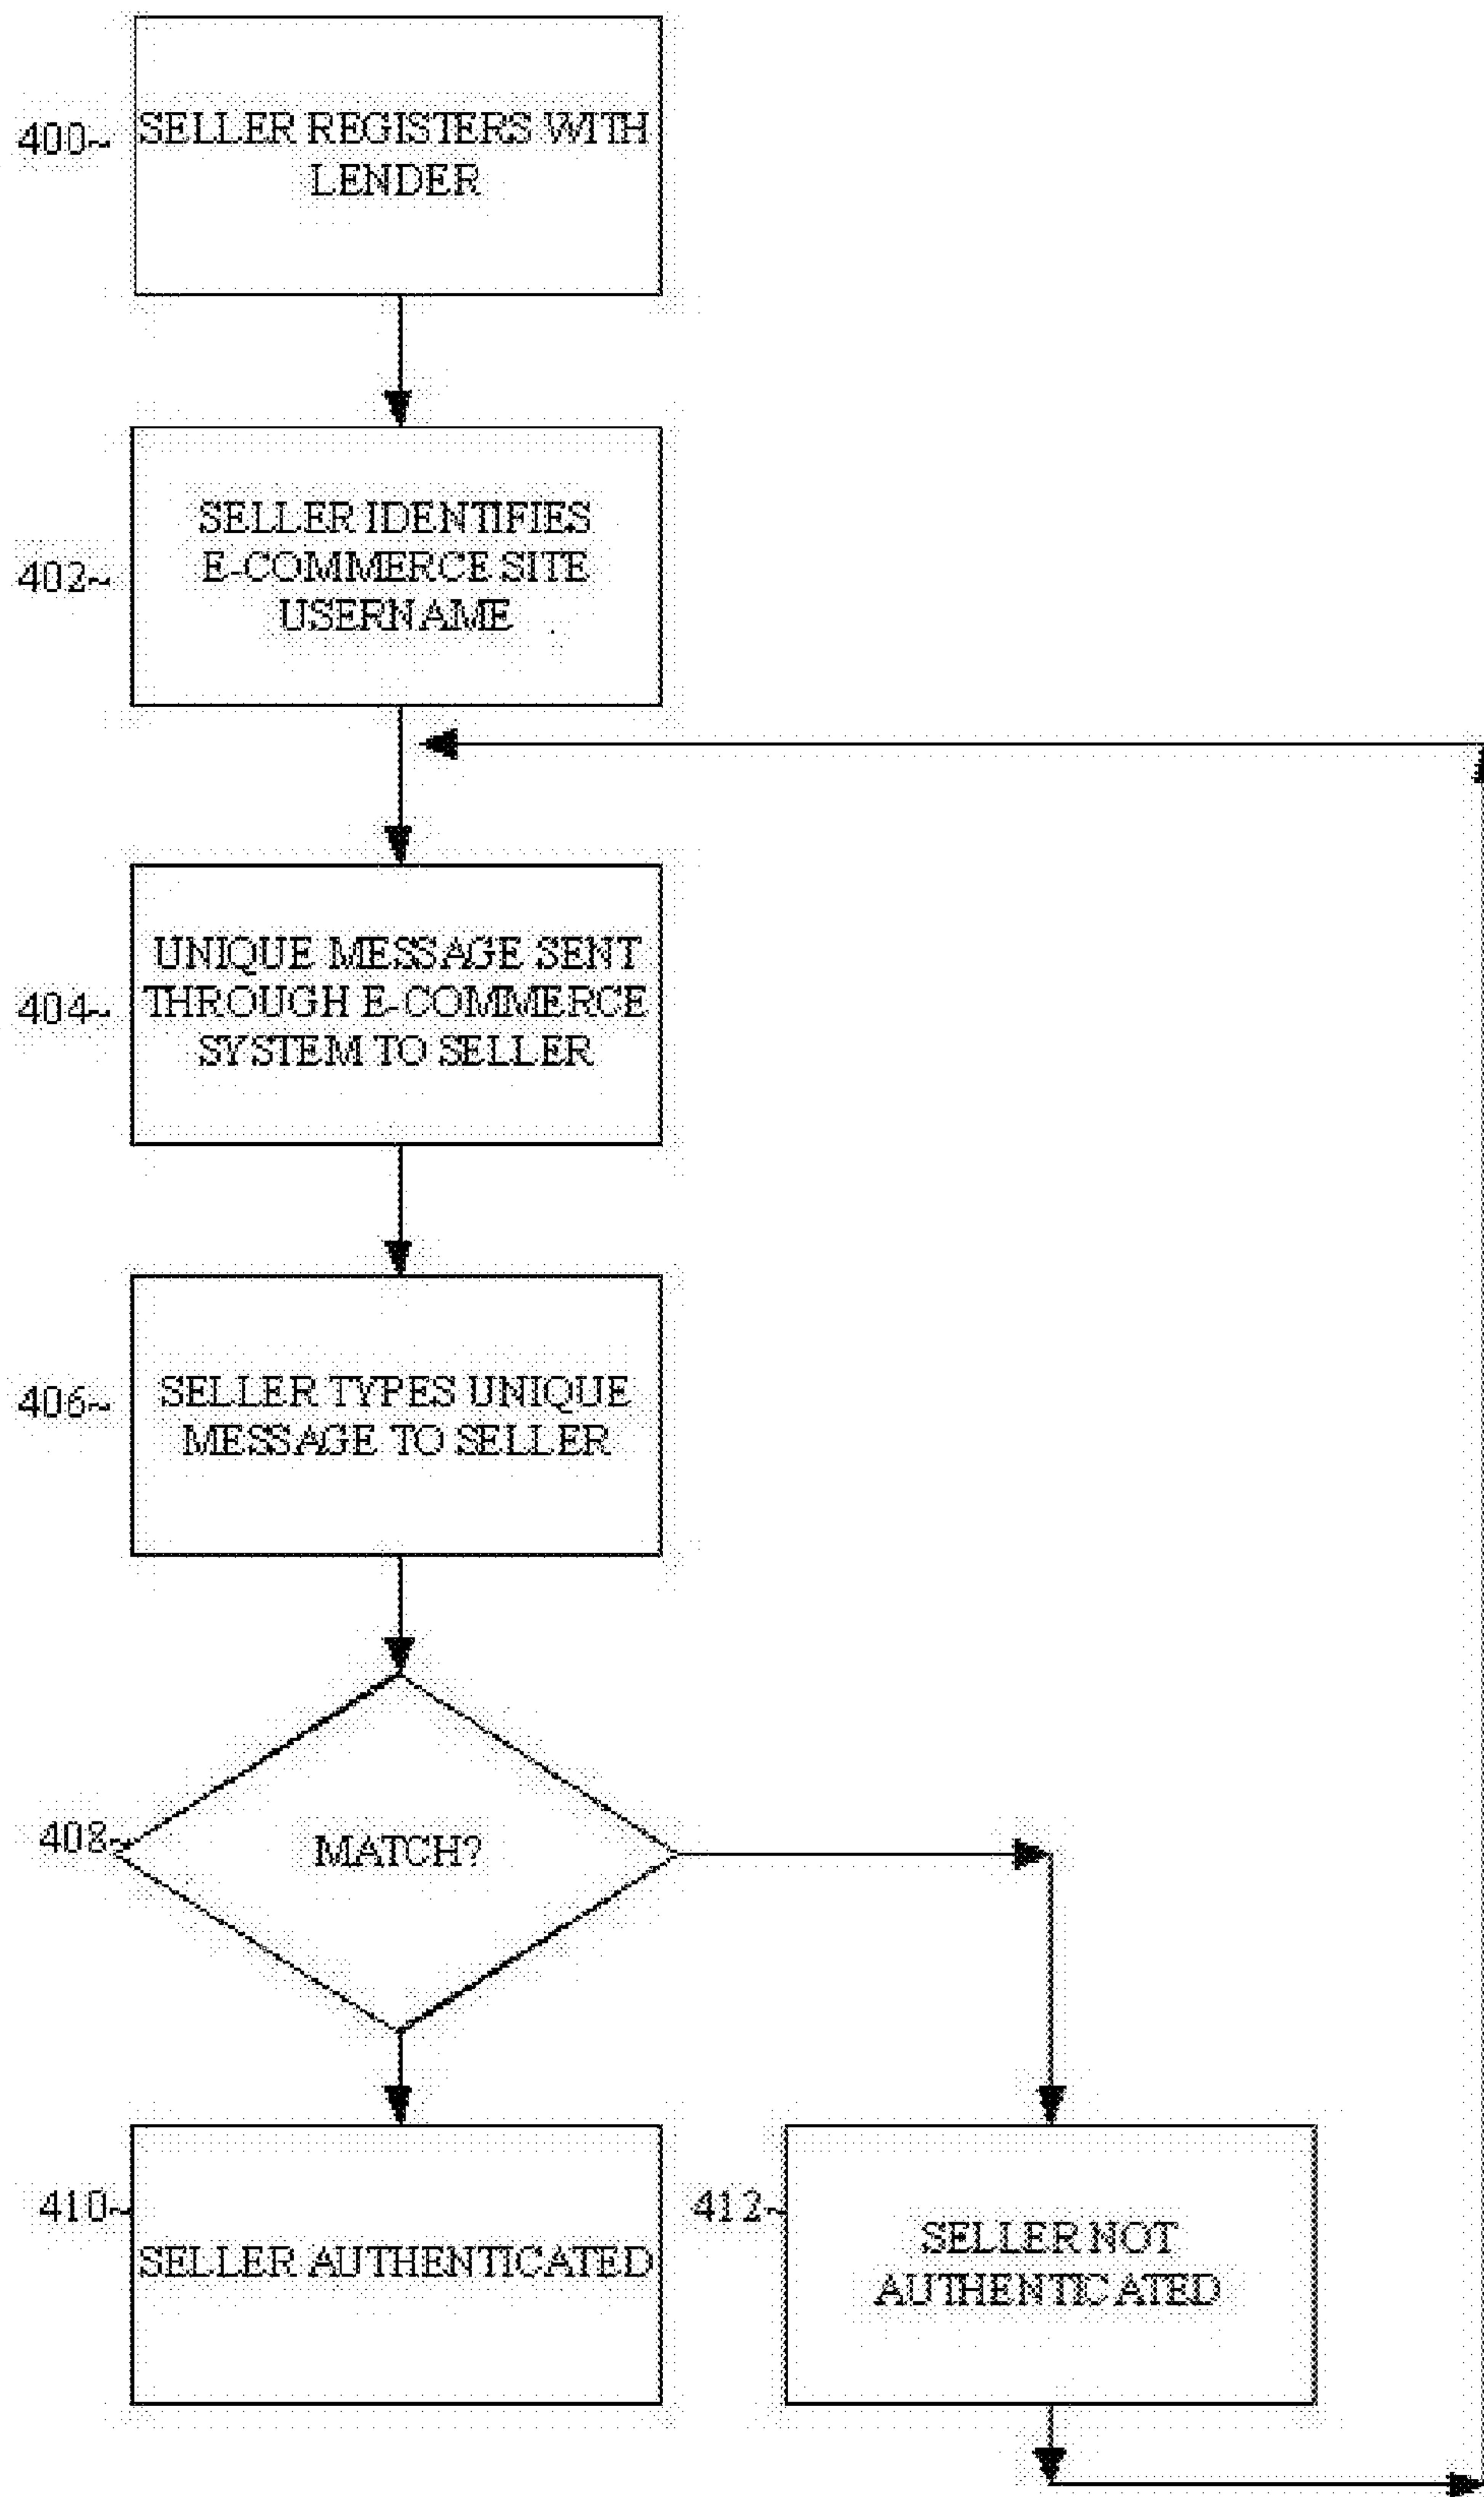 400~
SELLER REGISTERS WITH
LENDER
402~
SELLER IDENTIFIES
E-COMMERCE SITE
USERNAME
404~
UNIQUE MESSAGE SENT
THROUGH E-COMMERCE
SYSTEM TO SELLER
406~
SELLER TYPES UNIQUE
MESSAGE TO SELLER
408~
MATCH?
410~
SELLER AUTHENTICATED
412~
SELLER NOT
AUTHENTICATED